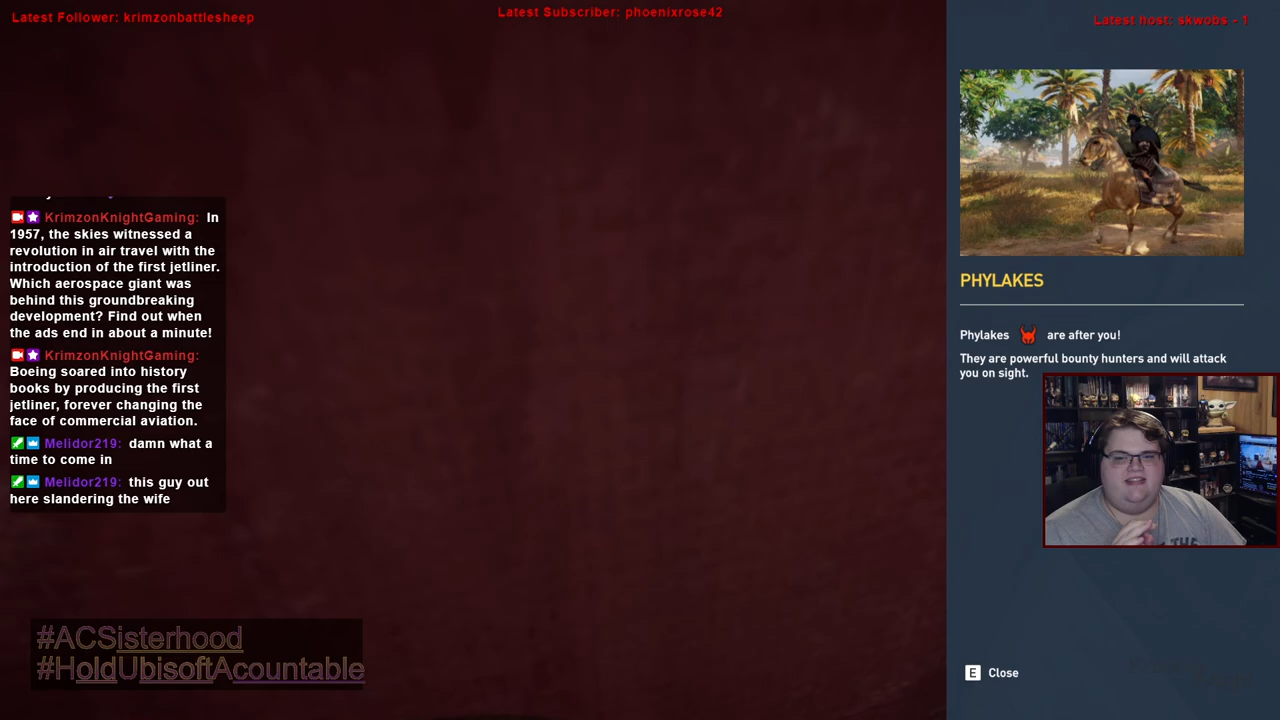 Latest Follower: krimzonbattlesheep
Latest Subscriber: phoenixrose42
Latest host: skwobs - 1
KrimzonKnightGaming: In
1957, the skies witnessed a
revolution in air travel with the
introduction of the first jetliner.
Which aerospace giant was
behind this groundbreaking
development? Find out when
the ads end in about a minute!
KrimzonKnightGaming:
Boeing soared into history
books by producing the first
jetliner, forever changing the
face of commercial aviation.
Melidor219: damn what a
time to come in
Melidor219: this guy out
here slandering the wife
#ACSisterhood
#HoldUbisoftAcountable
PHYLAKES
Phylakes are after you!
They are powerful bounty hunters and will attack
you on sight.
THE
E Close